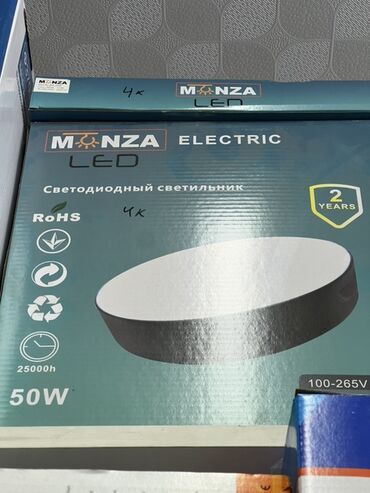 MONZA
4к
MONZA
LED
MONZA ELECTRIC
LED
Светодиодный светильник
2
YEARS
RoHS
4к
25000h
50W
100-265V